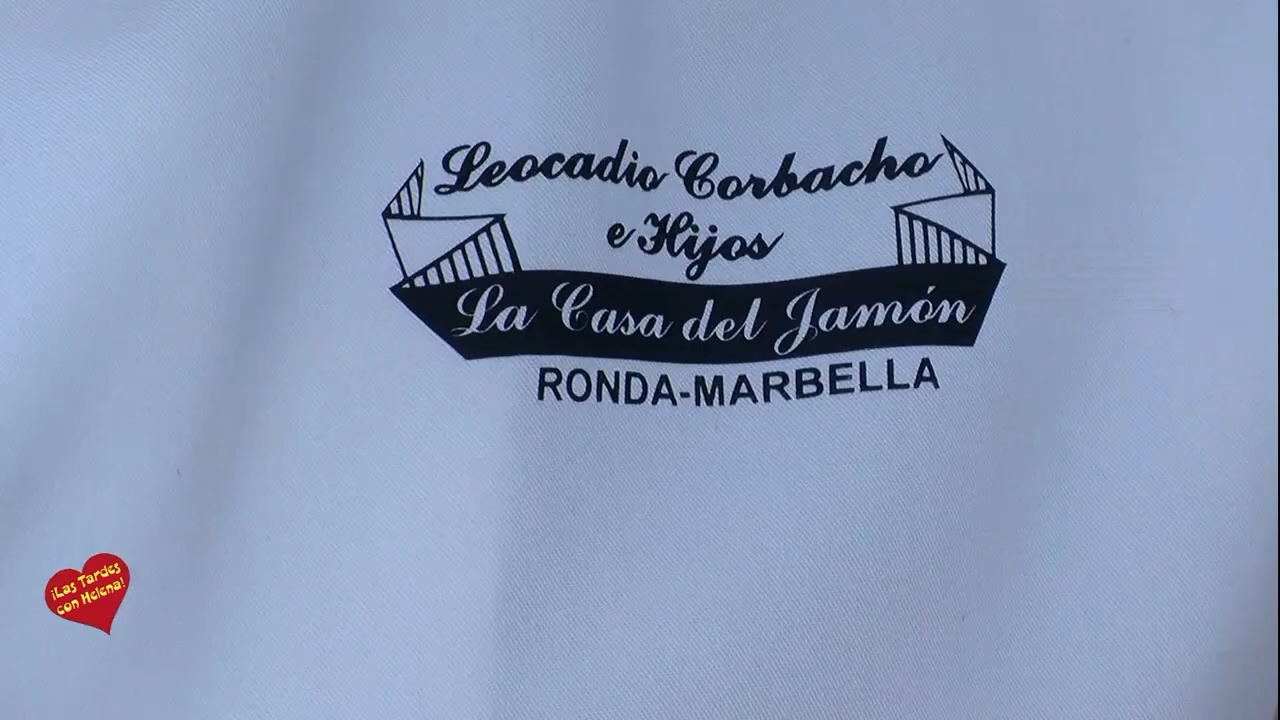 Leocadio Corbacho
e Hijos
La Casa del Jamón
RONDA-MARBELLA
¡Las Tardes
con Helena!